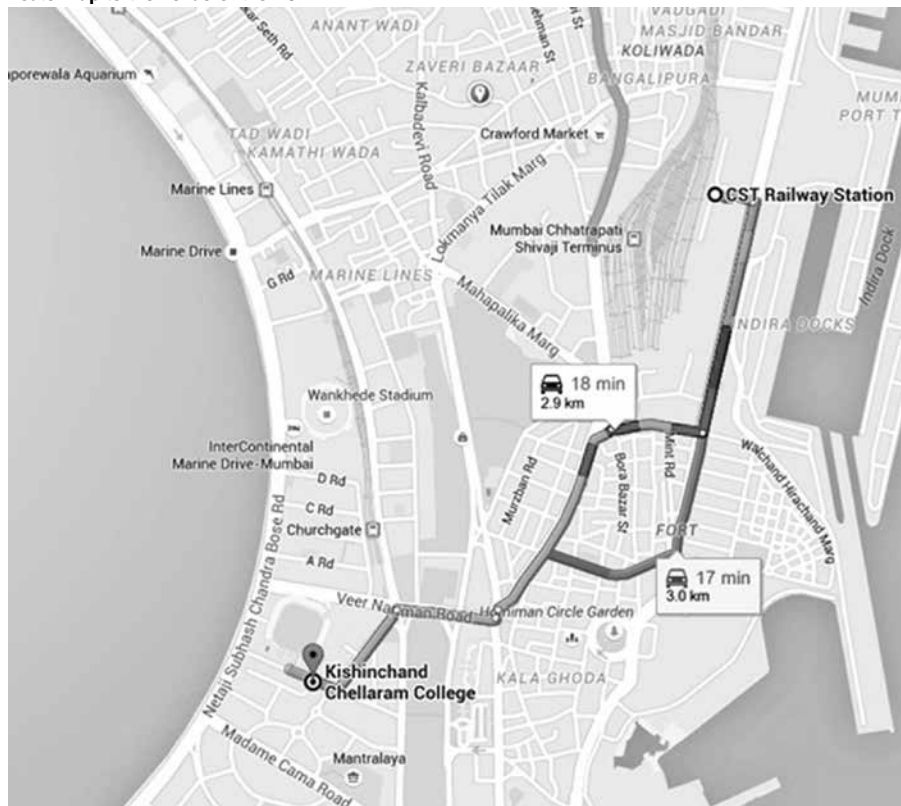 ANANT WADI
VADGADI
MASJID BANDAR
KOLIWADA
ZAVERI BAZAAR
BANGALIPURA
Seth Rd
aporewala Aquarium
TAD WADI
KAMATHI WADA
Kalbadevi Road
Crawford Market
Marine Lines
Lokmanya Tilak Marg
CST Railway Station
Mumbai Chhatrapati
Shivaji Terminus
Marine Drive
G Rd
MARINE LINES
Mahapalika Marg
Indira Dock
INDIRA DOCKS
18 min
2.9 km
Wankhede Stadium
InterContinental
Marine Drive-Mumbai
D Rd
C Rd
Churchgate
A Rd
Murzban Rd
Bora Bazar St
Mint Rd
Walchand Hirachand Marg
FORT
17 min
3.0 km
Veer Nariman Road
Horniman Circle Garden
Netaji Subhash Chandra Bose Rd
Kishinchand
Chellaram College
KALA GHODA
Madame Cama Road
Mantralaya